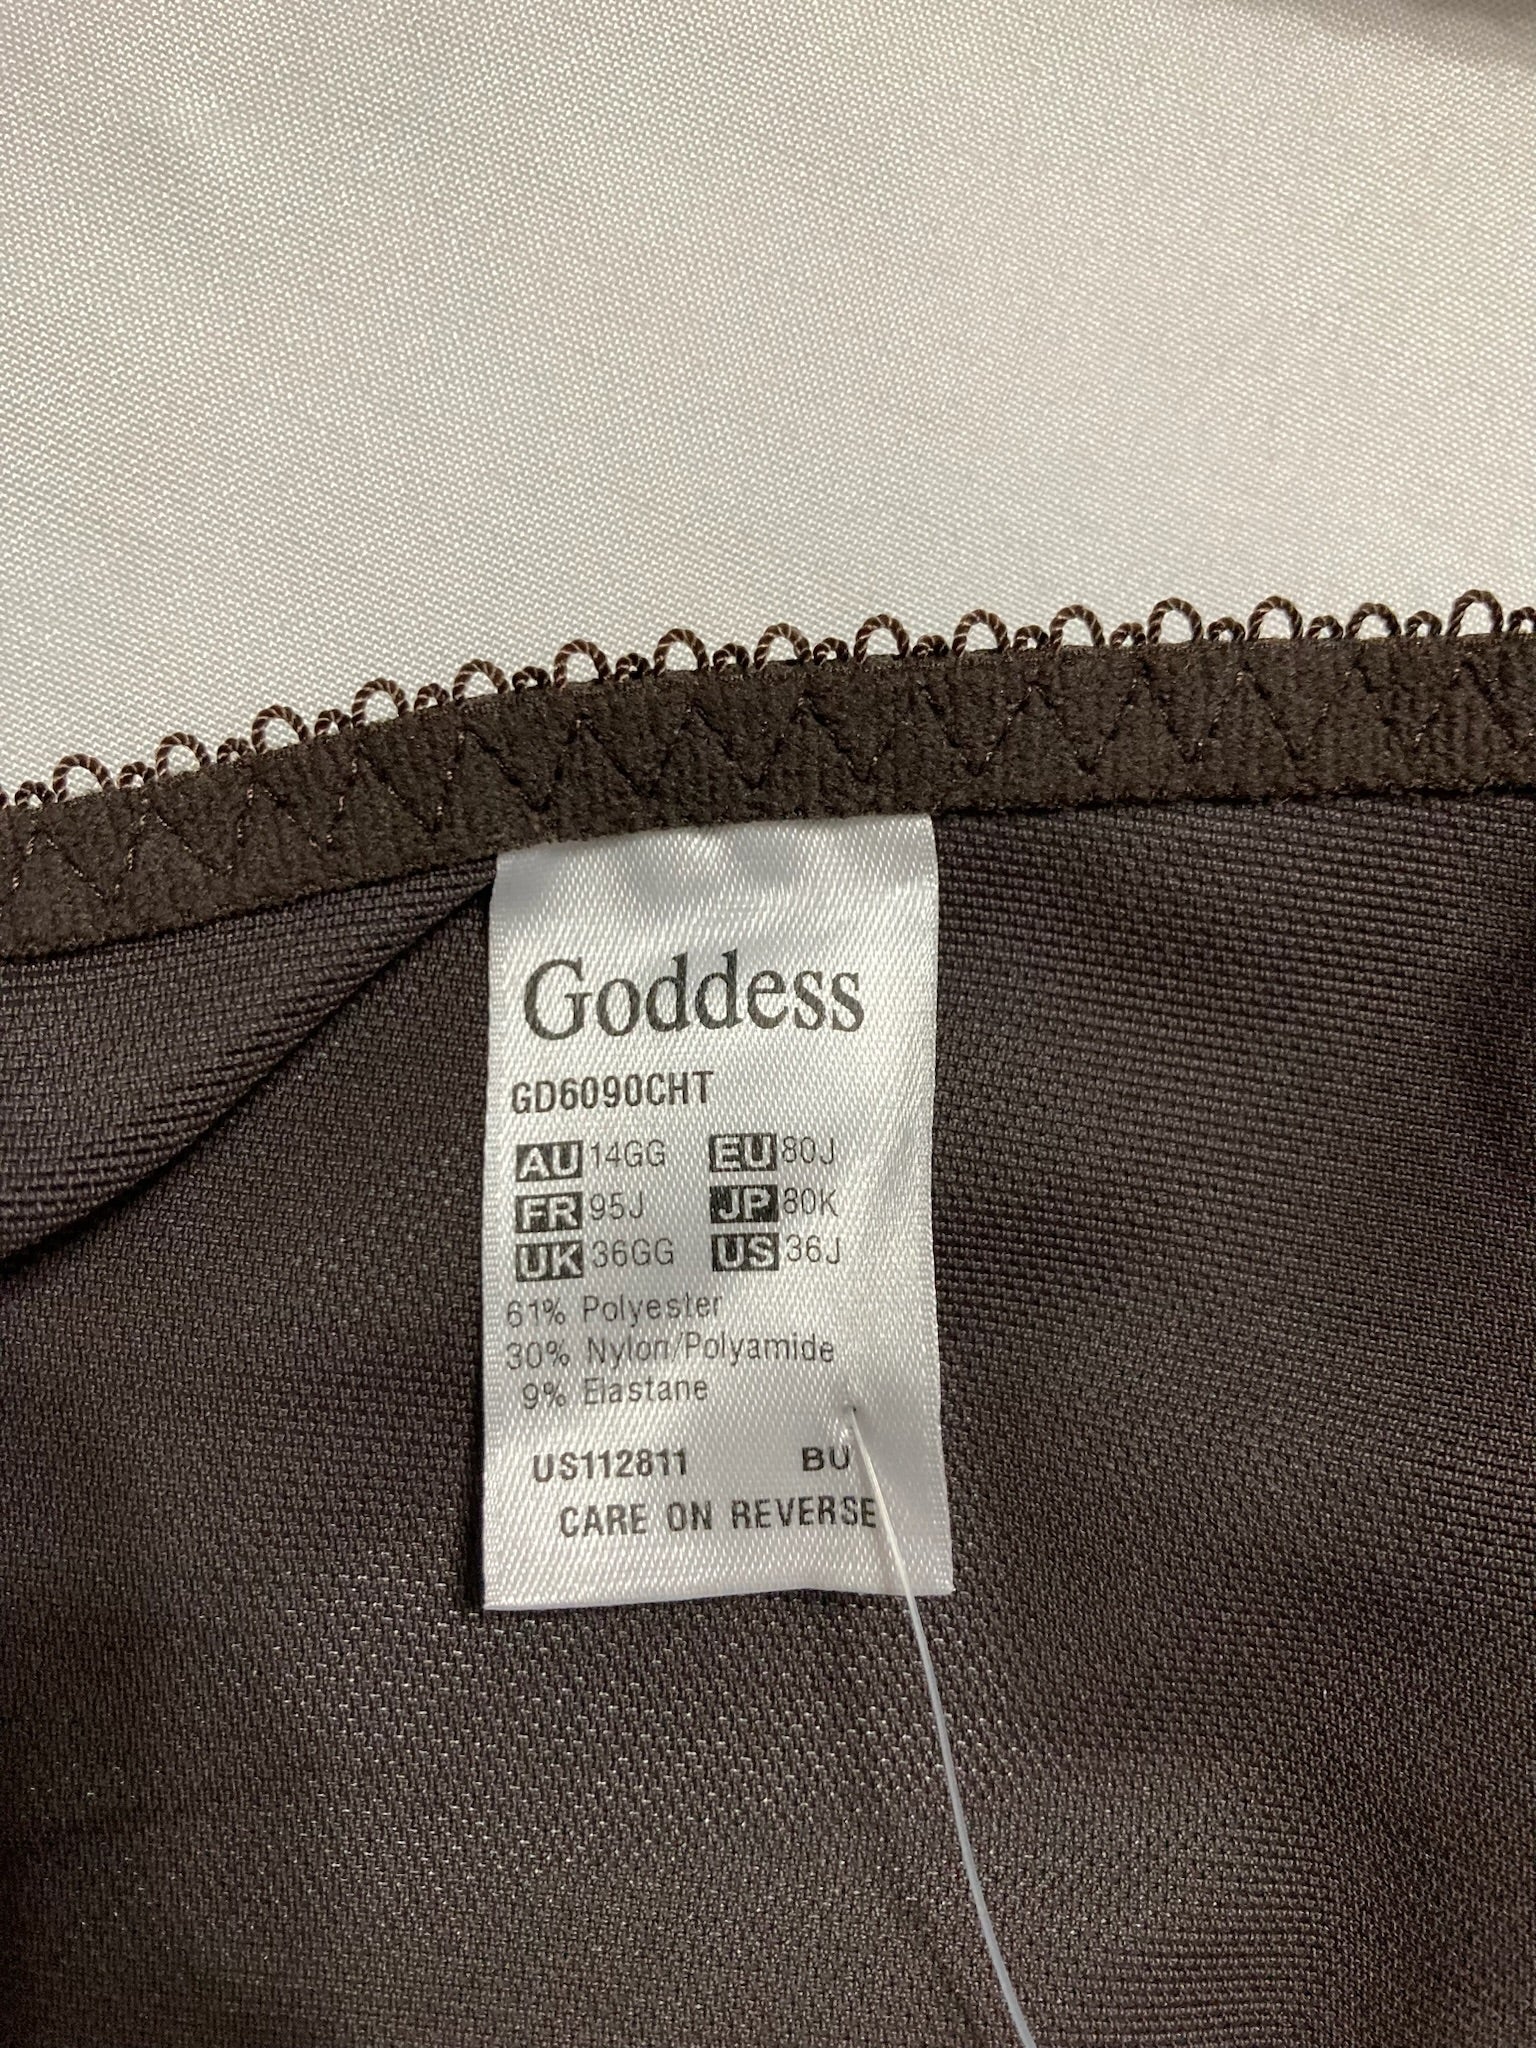 Goddess
GD6090CHT
AU 14GG EU 80J
FR 95J JP 80K
UK 36GG US 36J
61% Polyester
30% Nylon/Polyamide
9% Elastane
US112811 BU
CARE ON REVERSE